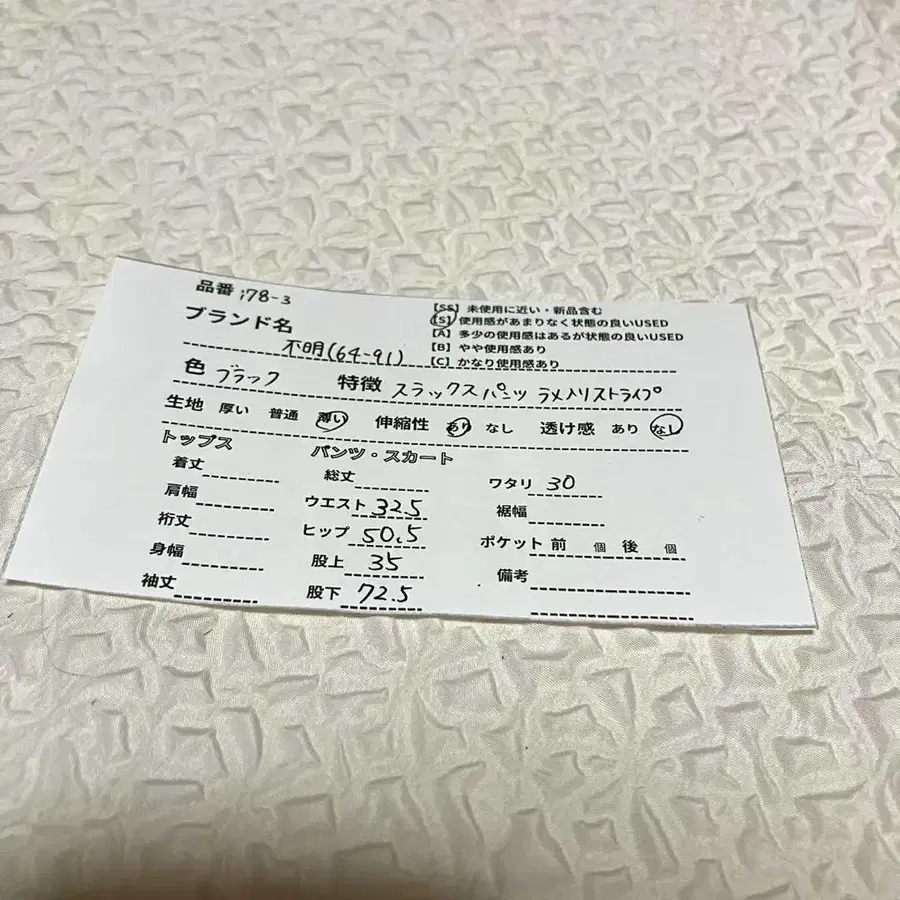 品番 i78-3
ブランド名
不明(64-91)
【SS】未使用に近い・新品含む
【S】使用感があまりなく状態の良いUSED
【A】多少の使用感はあるが状態の良いUSED
【B】やや使用感あり
【C】かなり使用感あり
色 ブラック 特徴 スラックスパンツ ラメ入りストライプ
生地 厚い 普通 薄い 伸縮性 あり なし 透け感 あり なし
トップス
着丈
肩幅
裄丈
身幅
袖丈
パンツ・スカート
総丈
ウエスト 32.5
ヒップ 50.5
股上 35
股下 72.5
ワタリ 30
裾幅
ポケット 前 個 後 個
備考